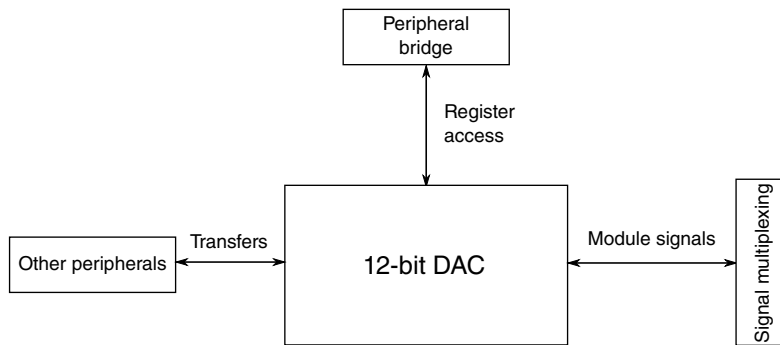 Peripheral
bridge
Register
access
Transfers
Other peripherals
12-bit DAC
Module signals
Signal multiplexing